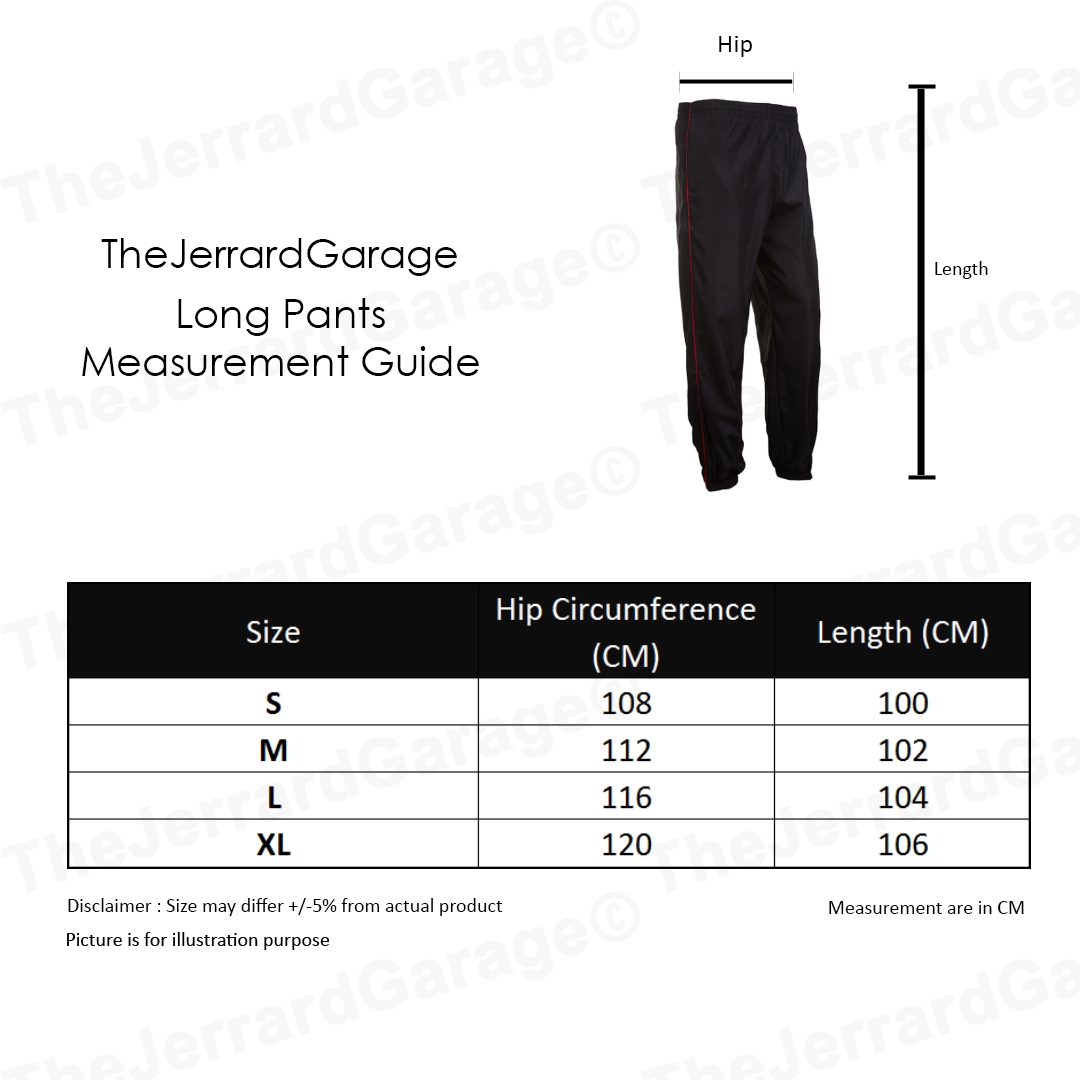 TheJerrardGarage©
Hip
TheJerrardGarage
Long Pants
Measurement Guide
Length
Size Hip Circumference (CM) Length (CM)
S 108 100
M 112 102
L 116 104
XL 120 106
Disclaimer : Size may differ +/-5% from actual product
Measurement are in CM
Picture is for illustration purpose